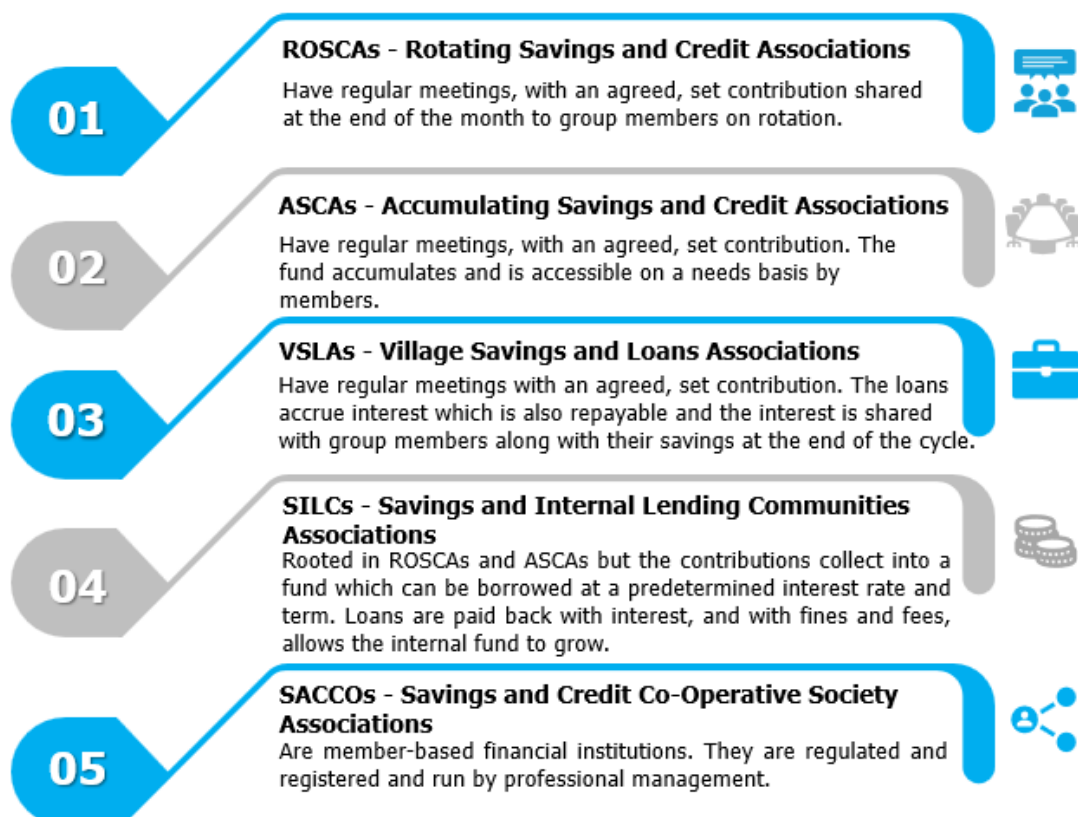 01
ROSCAs - Rotating Savings and Credit Associations
Have regular meetings, with an agreed, set contribution shared
at the end of the month to group members on rotation.
02
ASCAs - Accumulating Savings and Credit Associations
Have regular meetings, with an agreed, set contribution. The
fund accumulates and is accessible on a needs basis by
members.
03
VSLAs - Village Savings and Loans Associations
Have regular meetings with an agreed, set contribution. The loans
accrue interest which is also repayable and the interest is shared
with group members along with their savings at the end of the cycle.
04
SILCs - Savings and Internal Lending Communities
Associations
Rooted in ROSCAs and ASCAs but the contributions collect into a
fund which can be borrowed at a predetermined interest rate and
term. Loans are paid back with interest, and with fines and fees,
allows the internal fund to grow.
05
SACCOs - Savings and Credit Co-Operative Society
Associations
Are member-based financial institutions. They are regulated and
registered and run by professional management.